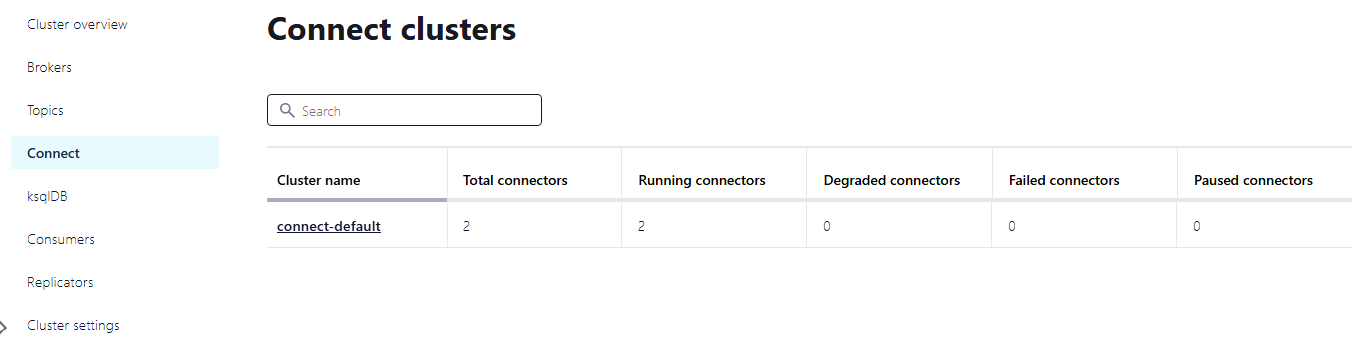 Cluster overview
Brokers
Topics
Connect
ksqlDB
Consumers
Replicators
Cluster settings
Connect clusters
Search
Cluster name Total connectors Running connectors Degraded connectors Failed connectors Paused connectors
connect-default 2 2 0 0 0